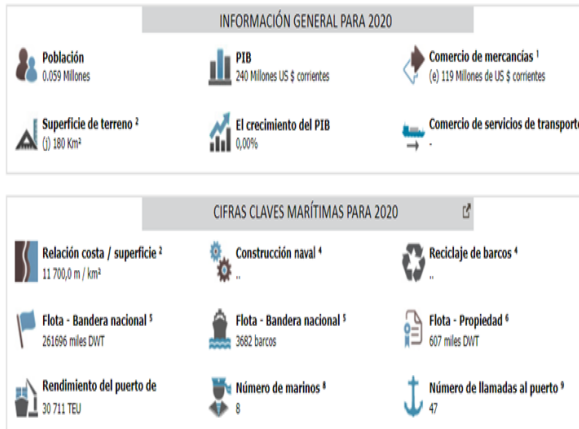 INFORMACIÓN GENERAL PARA 2020
Población
0.059 Millones
PIB
240 Millones US $ corrientes
Comercio de mercancías 1
(e) 119 Millones de US $ corrientes
Superficie de terreno 2
(j) 180 Km²
El crecimiento del PIB
0,00%
Comercio de servicios de transporte
-
CIFRAS CLAVES MARÍTIMAS PARA 2020
Relación costa / superficie 2
11 700,0 m / km²
Construcción naval 4
..
Reciclaje de barcos 4
..
Flota - Bandera nacional 5
261696 miles DWT
Flota - Bandera nacional 5
3682 barcos
Flota - Propiedad 6
607 miles DWT
Rendimiento del puerto de
30 711 TEU
Número de marinos 8
8
Número de llamadas al puerto 9
47